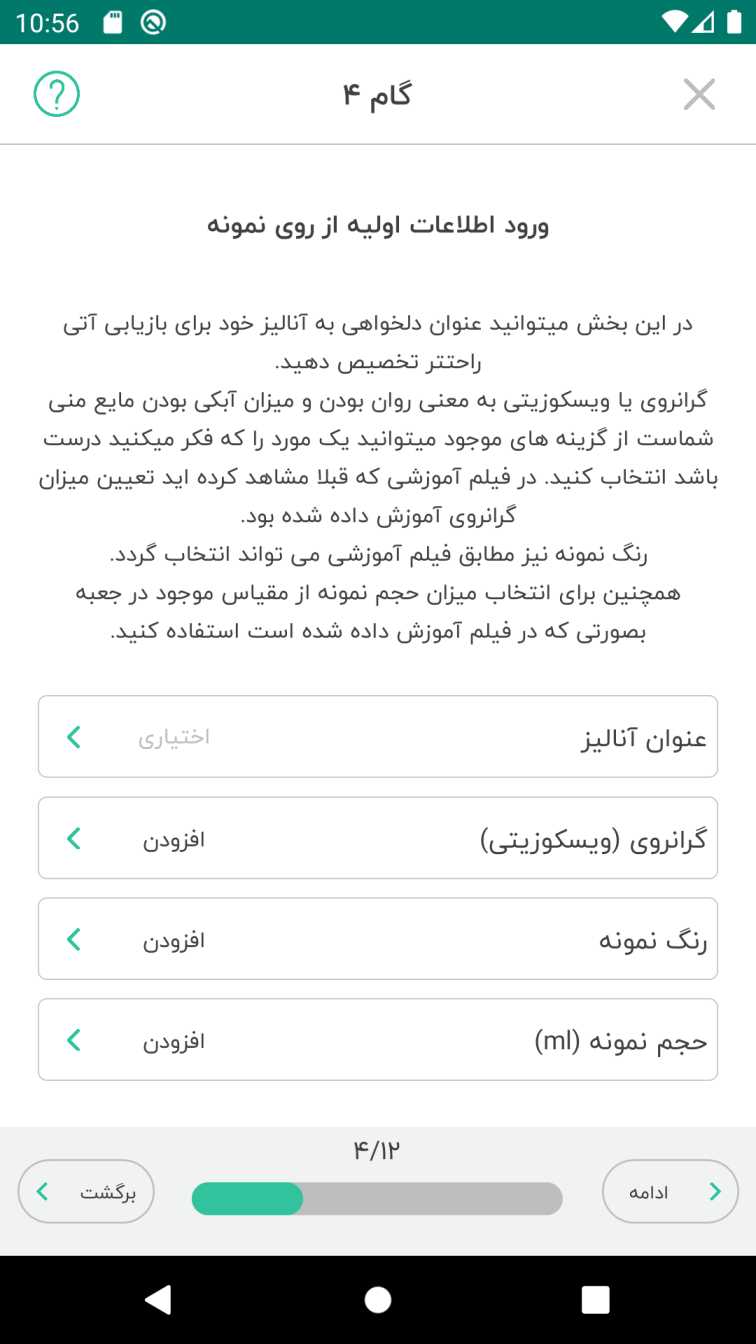 10:56
گام ۴
ورود اطلاعات اولیه از روی نمونه
در این بخش میتوانید عنوان دلخواهی به آنالیز خود برای بازیابی آتی
راحتتر تخصیص دهید.
گرانروی یا ویسکوزیتی به معنی روان بودن و میزان آبکی بودن مایع منی
شماست از گزینه های موجود میتوانید یک مورد را که فکر میکنید درست
باشد انتخاب کنید. در فیلم آموزشی که قبلا مشاهد کرده اید تعیین میزان
گرانروی آموزش داده شده بود.
رنگ نمونه نیز مطابق فیلم آموزشی می تواند انتخاب گردد.
همچنین برای انتخاب میزان حجم نمونه از مقیاس موجود در جعبه
بصورتی که در فیلم آموزش داده شده است استفاده کنید.
عنوان آنالیز اختیاری
گرانروی (ویسکوزیتی) افزودن
رنگ نمونه افزودن
حجم نمونه (ml) افزودن
۴/۱۲
ادامه
برگشت